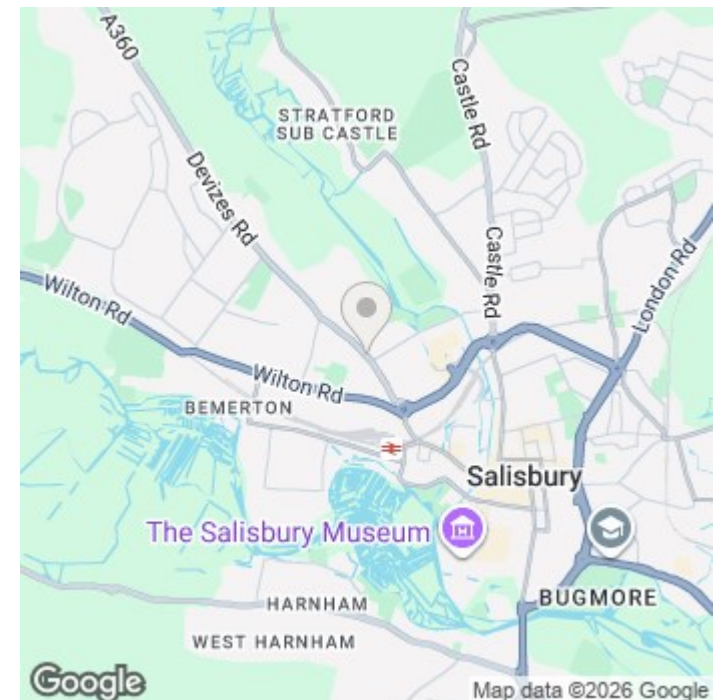 A360
STRATFORD
SUB CASTLE
Castle Rd
Devizes Rd
Castle Rd
London Rd
Wilton Rd
Wilton Rd
BEMERTON
Salisbury
The Salisbury Museum
HARNHAM
BUGMORE
WEST HARNHAM
Google
Map data ©2026 Google